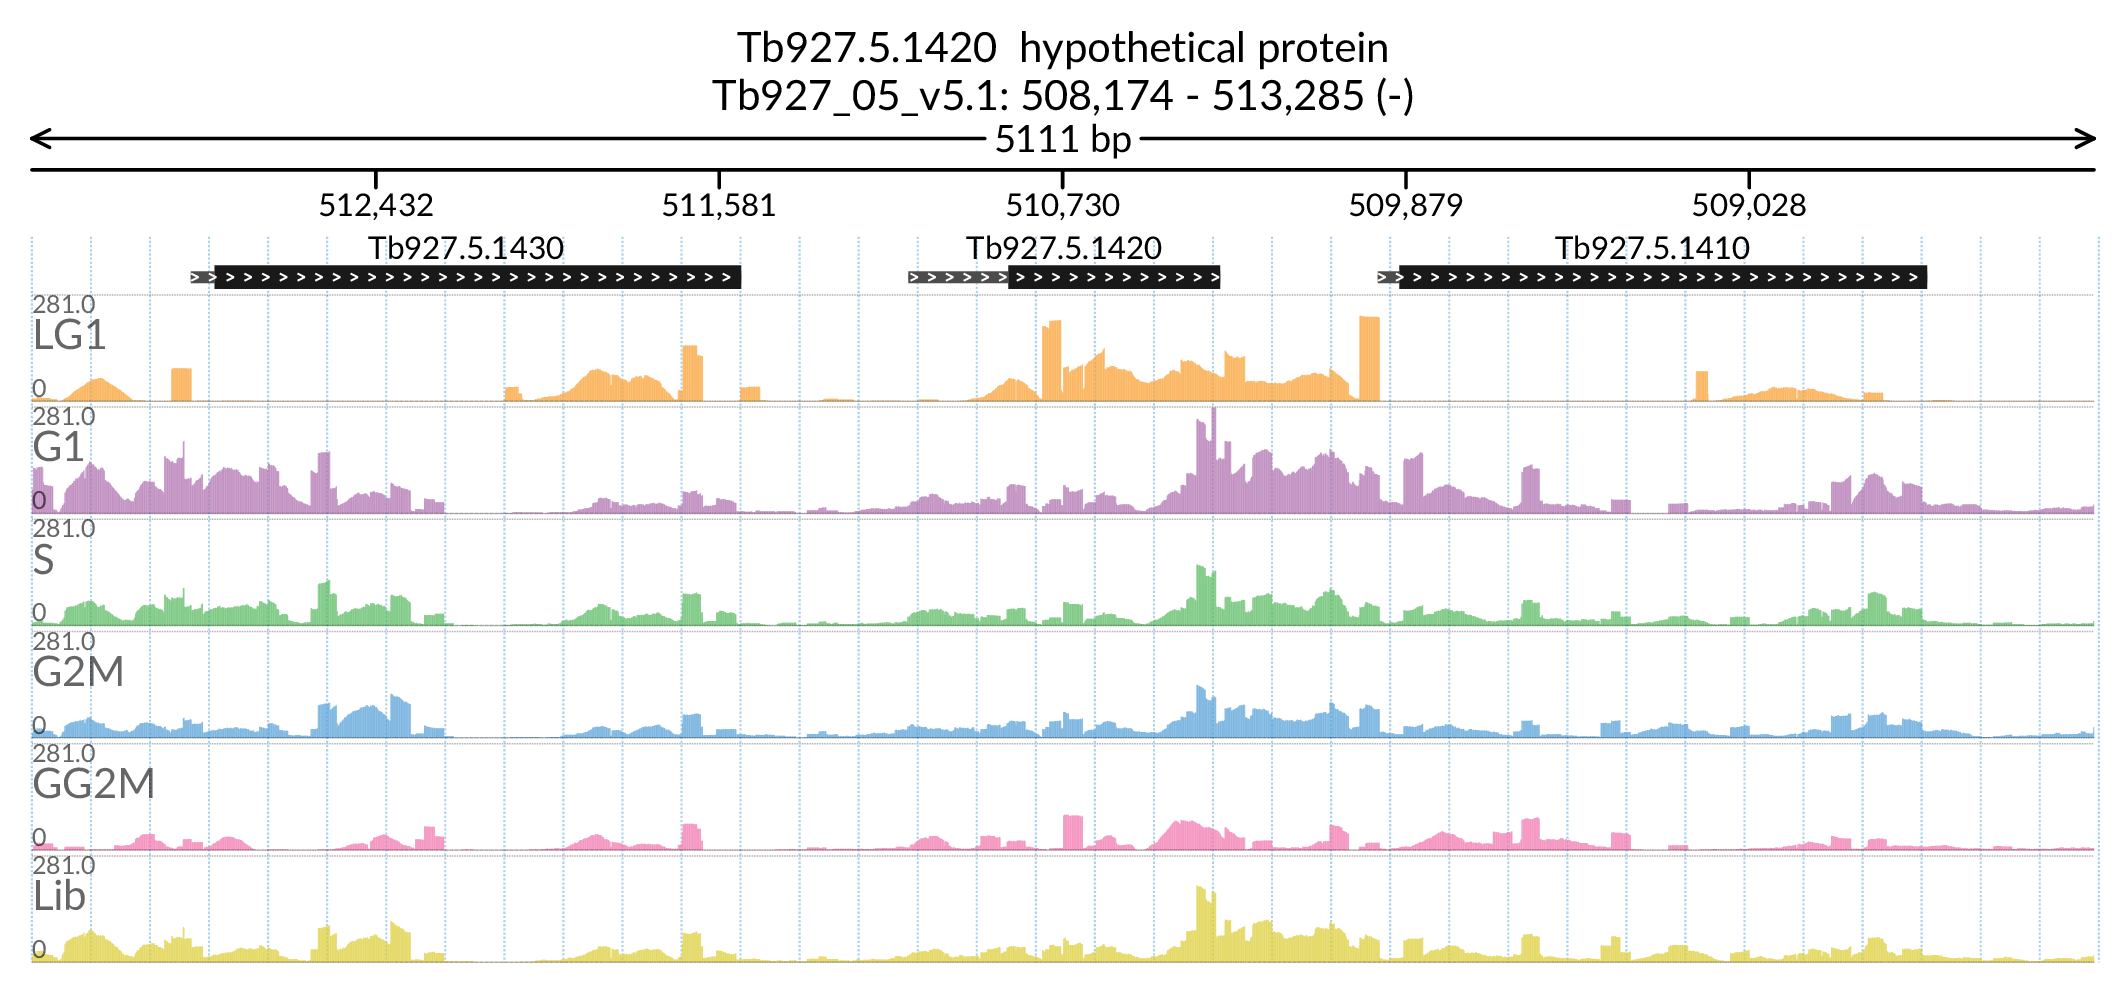 Tb927.5.1420  hypothetical protein
Tb927_05_v5.1: 508,174 - 513,285 (-)
5111 bp
512,432 511,581 510,730 509,879 509,028
Tb927.5.1430 Tb927.5.1420 Tb927.5.1410
281.0
LG1
0
281.0
G1
0
281.0
S
0
281.0
G2M
0
281.0
GG2M
0
281.0
Lib
0